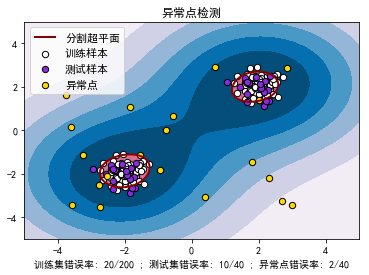 异常点检测
分割超平面
训练样本
测试样本
异常点
4
2
0
−2
−4
−4 −2 0 2 4
训练集错误率: 20/200 ; 测试集错误率: 10/40 ; 异常点错误率: 2/40